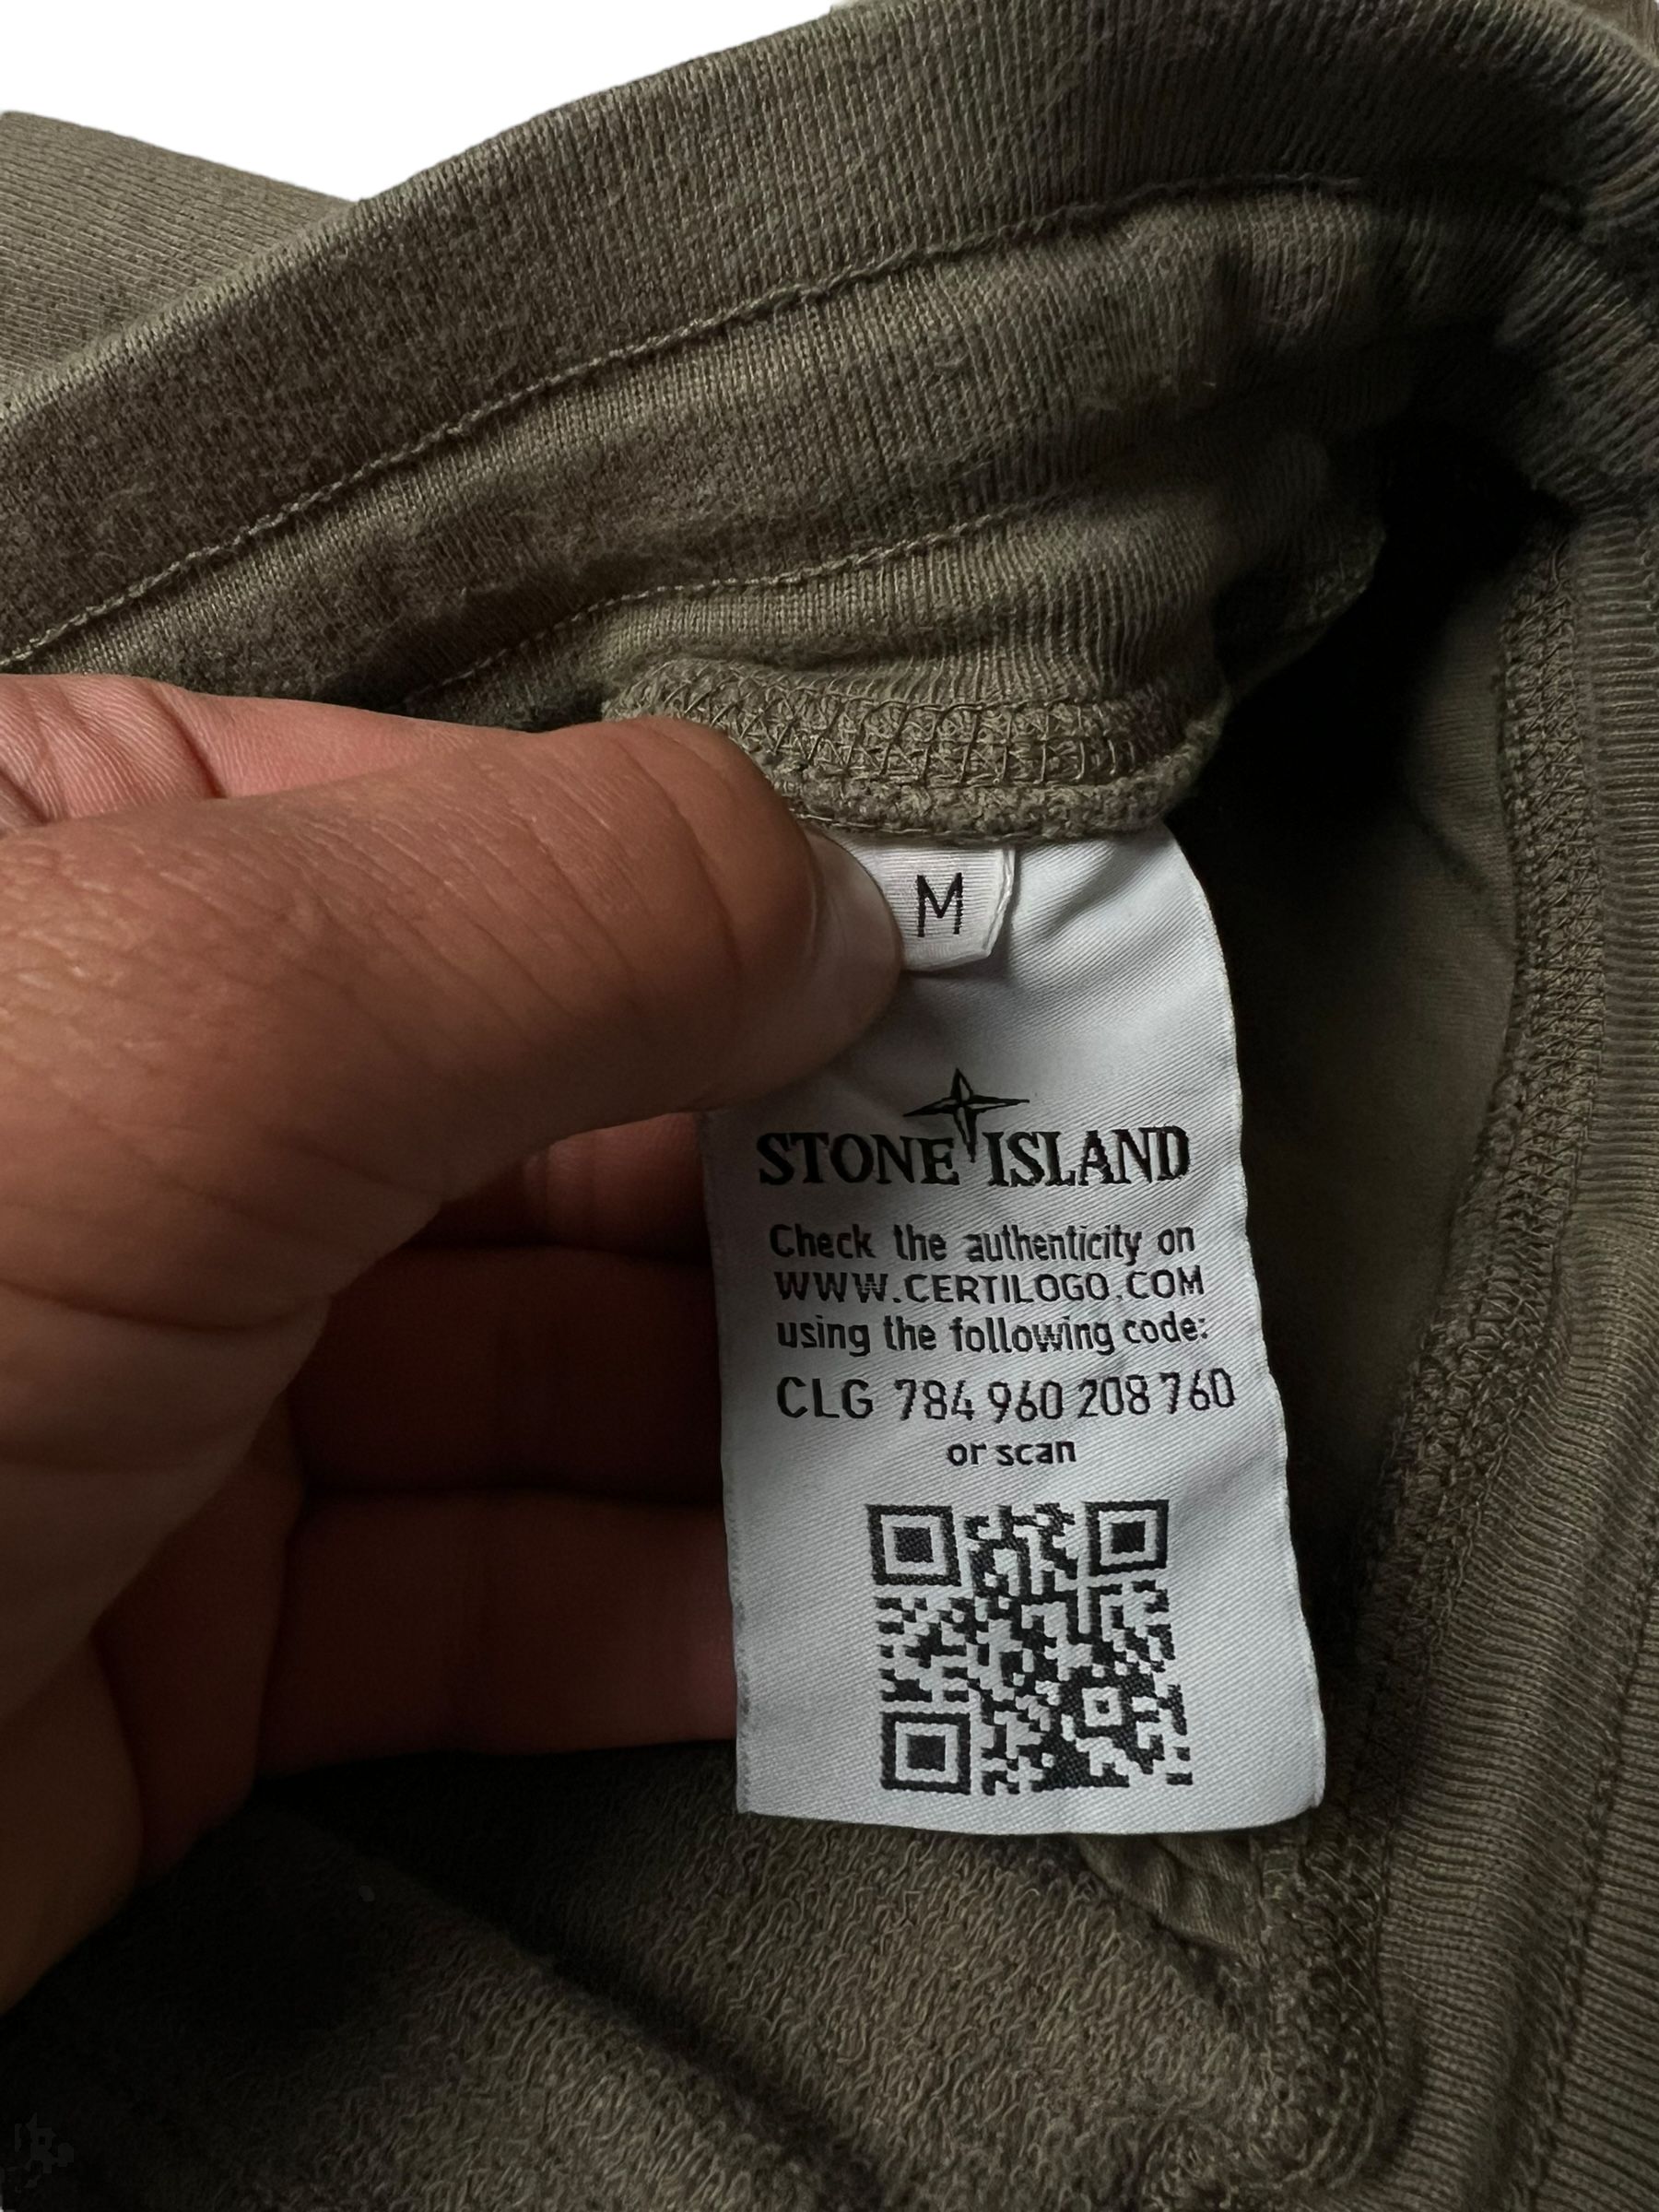 M
STONE ISLAND
Check the authenticity on
WWW.CERTILOGO.COM
using the following code:
CLG 784 960 208 760
or scan